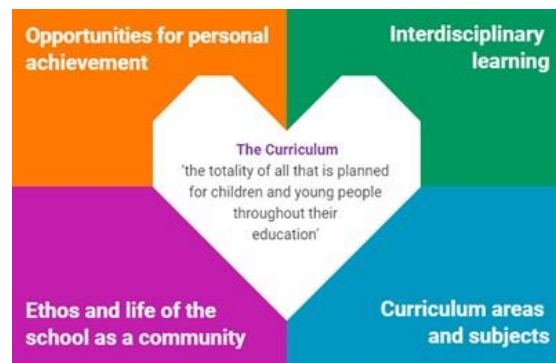 Opportunities for personal
achievement
Interdisciplinary
learning
The Curriculum
'the totality of all that is planned
for children and young people
throughout their
education'
Ethos and life of the
school as a community
Curriculum areas
and subjects